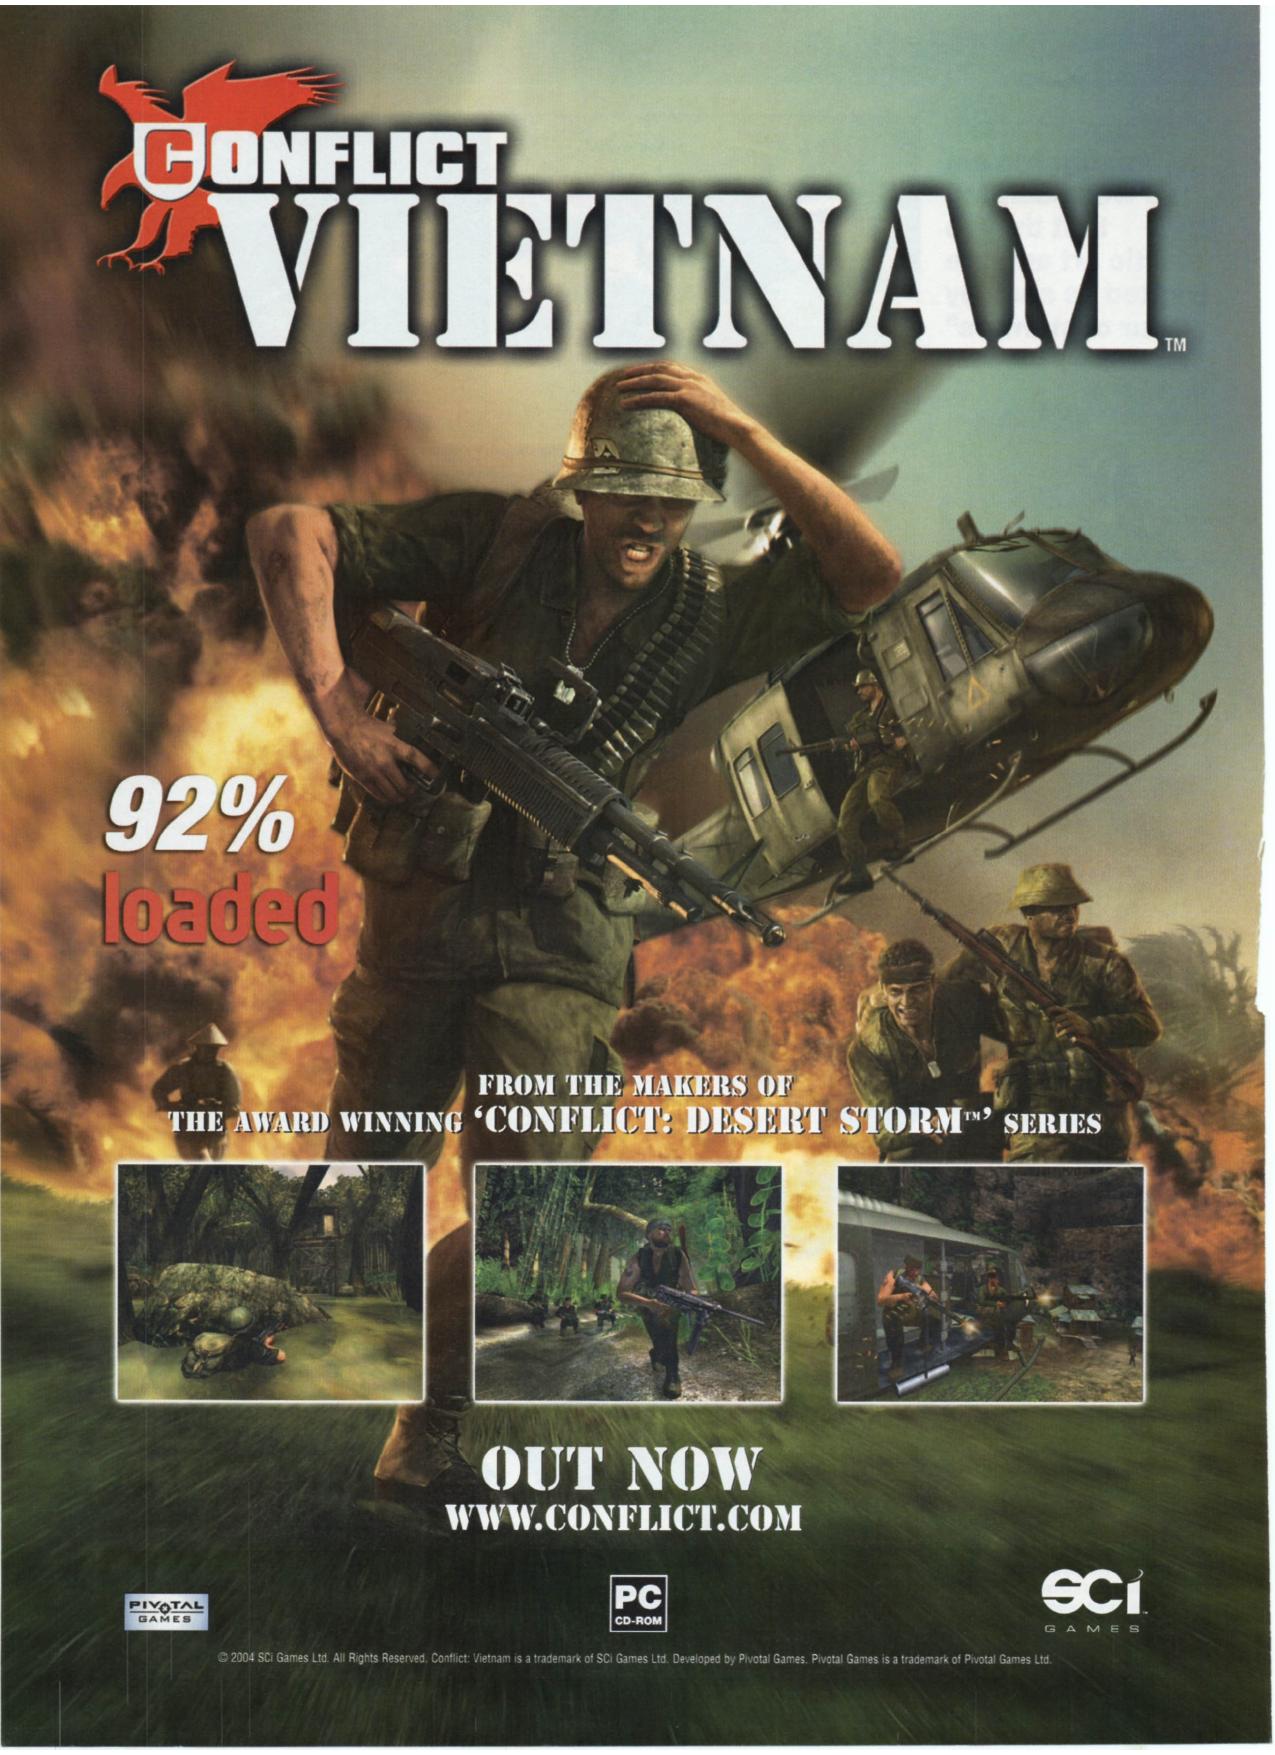 CONFLICT
VIETNAM
TM
92%
loaded
FROM THE MAKERS OF
THE AWARD WINNING 'CONFLICT: DESERT STORM™' SERIES
OUT NOW
WWW.CONFLICT.COM
PIVOTAL
GAMES
PC
CD-ROM
SCi
GAMES
© 2004 SCi Games Ltd. All Rights Reserved. Conflict: Vietnam is a trademark of SCi Games Ltd. Developed by Pivotal Games. Pivotal Games is a trademark of Pivotal Games Ltd.